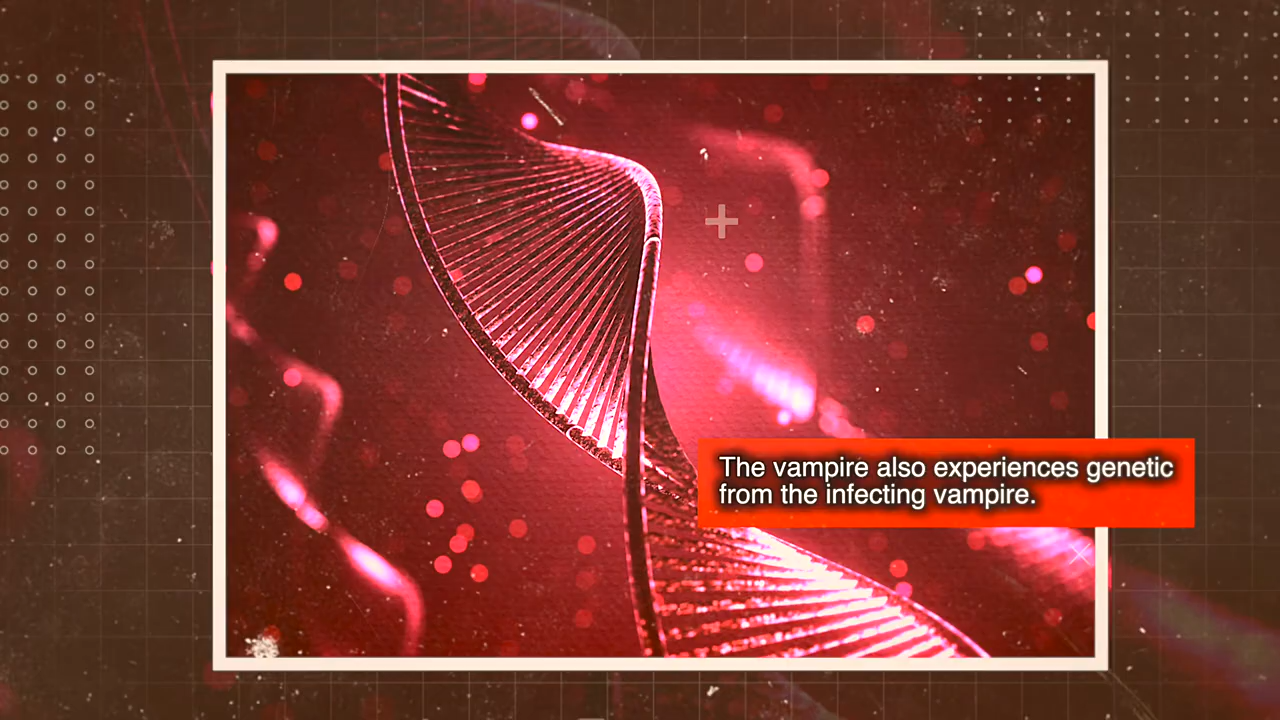 The vampire also experiences genetic
from the infecting vampire.